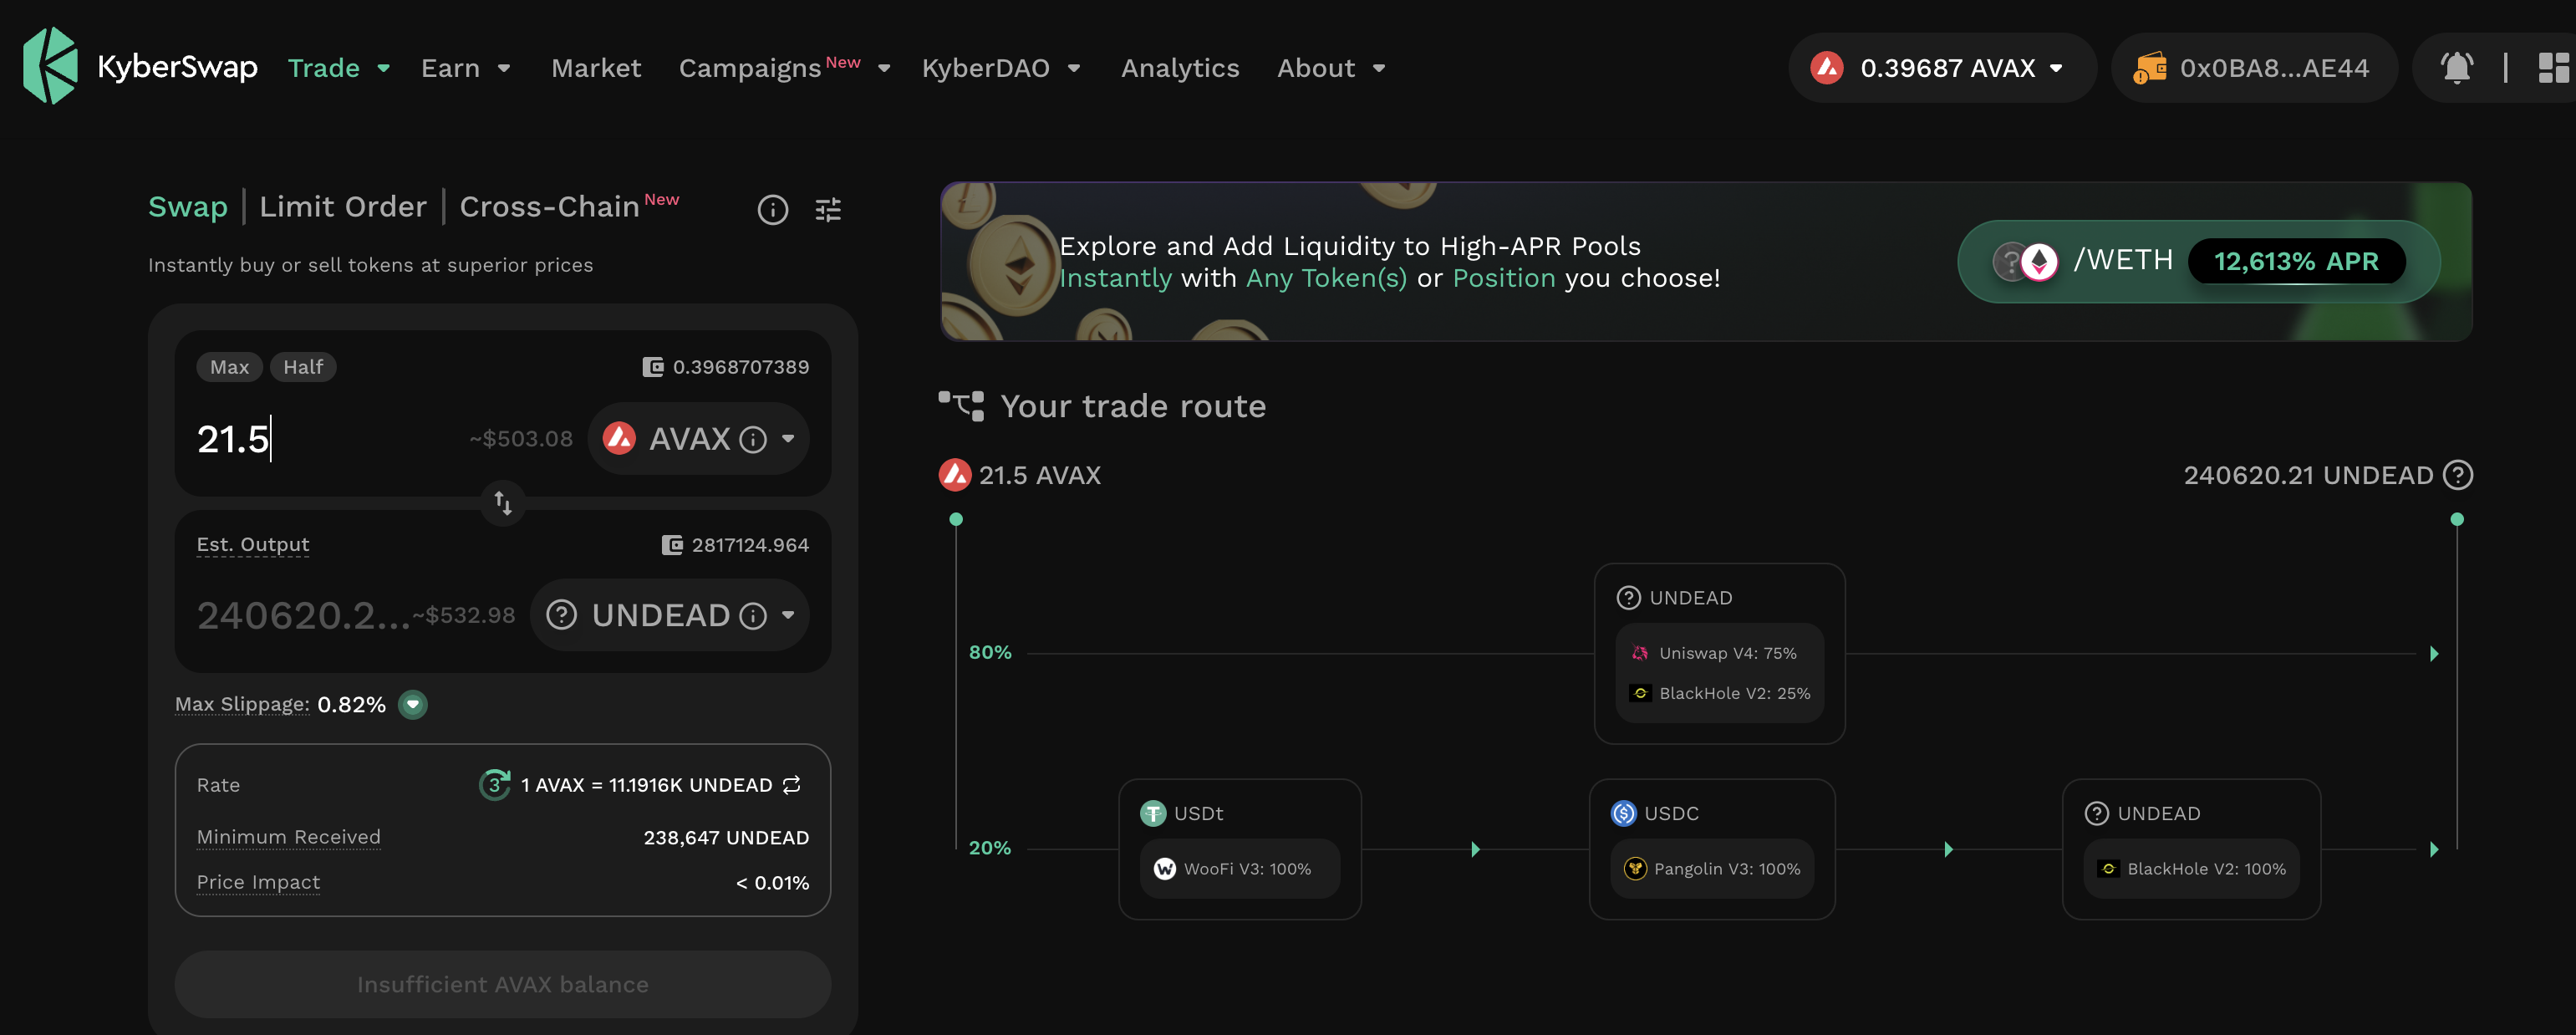 KyberSwap Trade Earn Market Campaigns New KyberDAO Analytics About 0.39687 AVAX 0x0BA8...AE44
Swap | Limit Order | Cross-Chain New
Instantly buy or sell tokens at superior prices
Max Half 0.3968707389
21.5 ~$503.08 AVAX
Est. Output 2817124.964
240620.2... ~$532.98 UNDEAD
Max Slippage: 0.82%
Rate 3 1 AVAX = 11.1916K UNDEAD
Minimum Received 238,647 UNDEAD
Price Impact < 0.01%
Insufficient AVAX balance
Explore and Add Liquidity to High-APR Pools
Instantly with Any Token(s) or Position you choose!
/WETH 12,613% APR
Your trade route
21.5 AVAX 240620.21 UNDEAD
UNDEAD
80% Uniswap V4: 75%
BlackHole V2: 25%
USDt USDC UNDEAD
20% WooFi V3: 100% Pangolin V3: 100% BlackHole V2: 100%